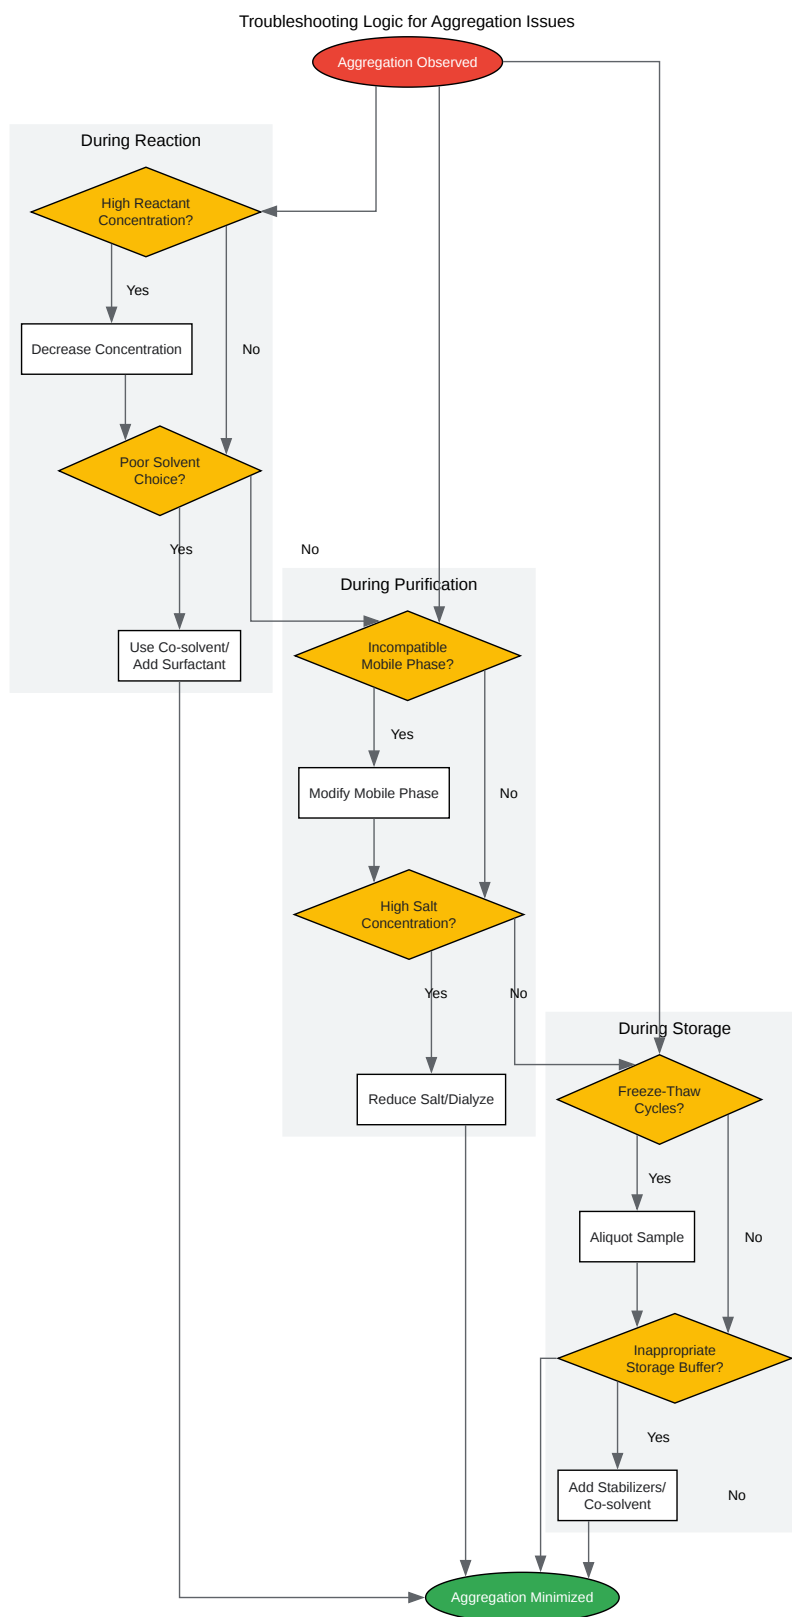 Troubleshooting Logic for Aggregation Issues
Aggregation Observed
During Reaction
High Reactant
Concentration?
Yes
Decrease Concentration
No
Poor Solvent
Choice?
Yes
No
Use Co-solvent/
Add Surfactant
During Purification
Incompatible
Mobile Phase?
Yes
Modify Mobile Phase
No
High Salt
Concentration?
Yes
No
Reduce Salt/Dialyze
During Storage
Freeze-Thaw
Cycles?
Yes
Aliquot Sample
No
Inappropriate
Storage Buffer?
Yes
Add Stabilizers/
Co-solvent
No
Aggregation Minimized